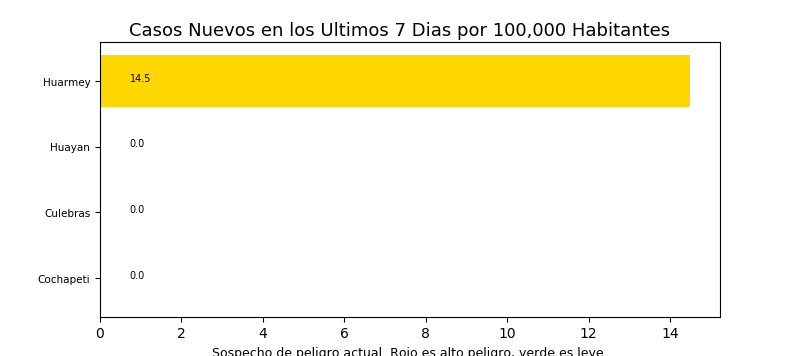 Casos Nuevos en los Ultimos 7 Dias por 100,000 Habitantes
Huarmey 14.5
Huayan 0.0
Culebras 0.0
Cochapeti 0.0
0 2 4 6 8 10 12 14
Sospecho de peligro actual. Rojo es alto peligro, verde es leve